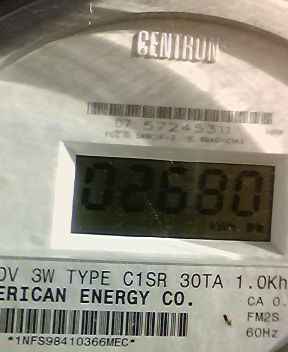 CENTRON
07 57245311
02680
kWh
0V 3W TYPE C1SR 30TA 1.0Kh
ERICAN ENERGY CO.
CA 0.
FM2S
60Hz
*1NFS98410366MEC*